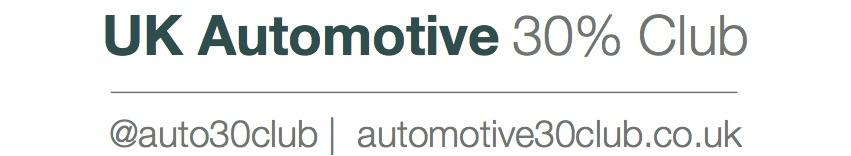 UK Automotive 30% Club
@auto30club | automotive30club.co.uk